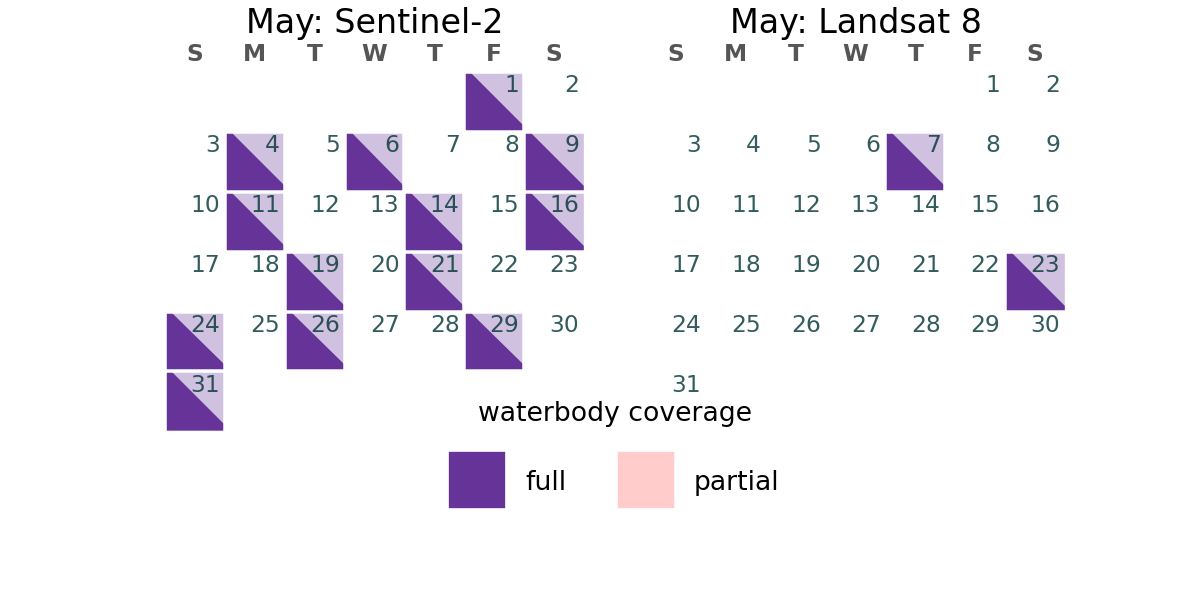 May: Sentinel-2
S M T W T F S
1 2
3 4 5 6 7 8 9
10 11 12 13 14 15 16
17 18 19 20 21 22 23
24 25 26 27 28 29 30
31
May: Landsat 8
S M T W T F S
1 2
3 4 5 6 7 8 9
10 11 12 13 14 15 16
17 18 19 20 21 22 23
24 25 26 27 28 29 30
31
waterbody coverage
full partial